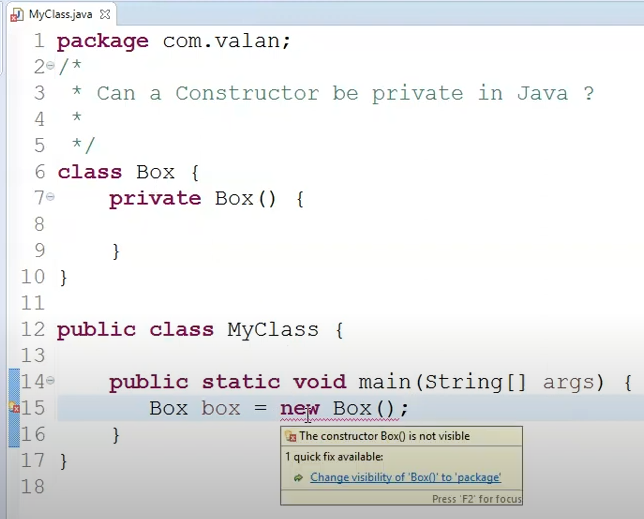 MyClass.java
1 package com.valan;
2 /*
3  * Can a Constructor be private in Java ?
4  *
5  */
6 class Box {
7     private Box() {
8
9     }
10 }
11
12 public class MyClass {
13
14     public static void main(String[] args) {
15        Box box = new Box();
16     }
17 }
18
The constructor Box() is not visible
1 quick fix available:
Change visibility of 'Box()' to 'package'
Press 'F2' for focus